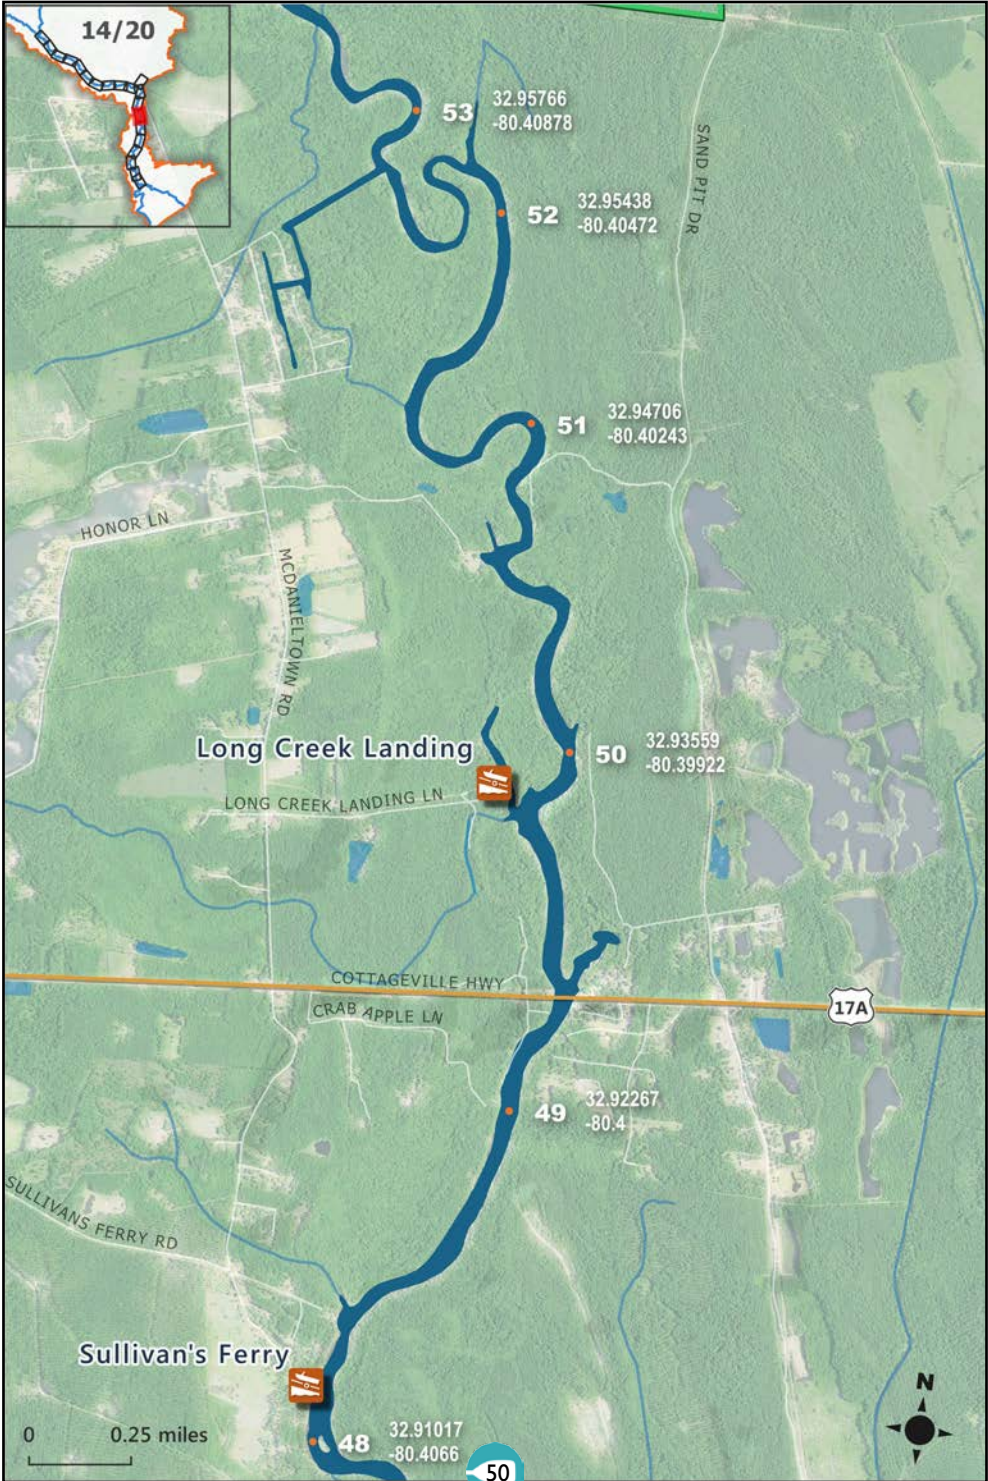 14/20
53
32.95766
-80.40878
SAND PIT DR
52
32.95438
-80.40472
51
32.94706
-80.40243
HONOR LN
MCDANIELTOWN RD
Long Creek Landing
50
32.93559
-80.39922
LONG CREEK LANDING LN
COTTAGEVILLE HWY
17A
CRAB APPLE LN
49
32.92267
-80.4
SULLIVANS FERRY RD
Sullivan's Ferry
N
0 0.25 miles
48
32.91017
-80.4066
50